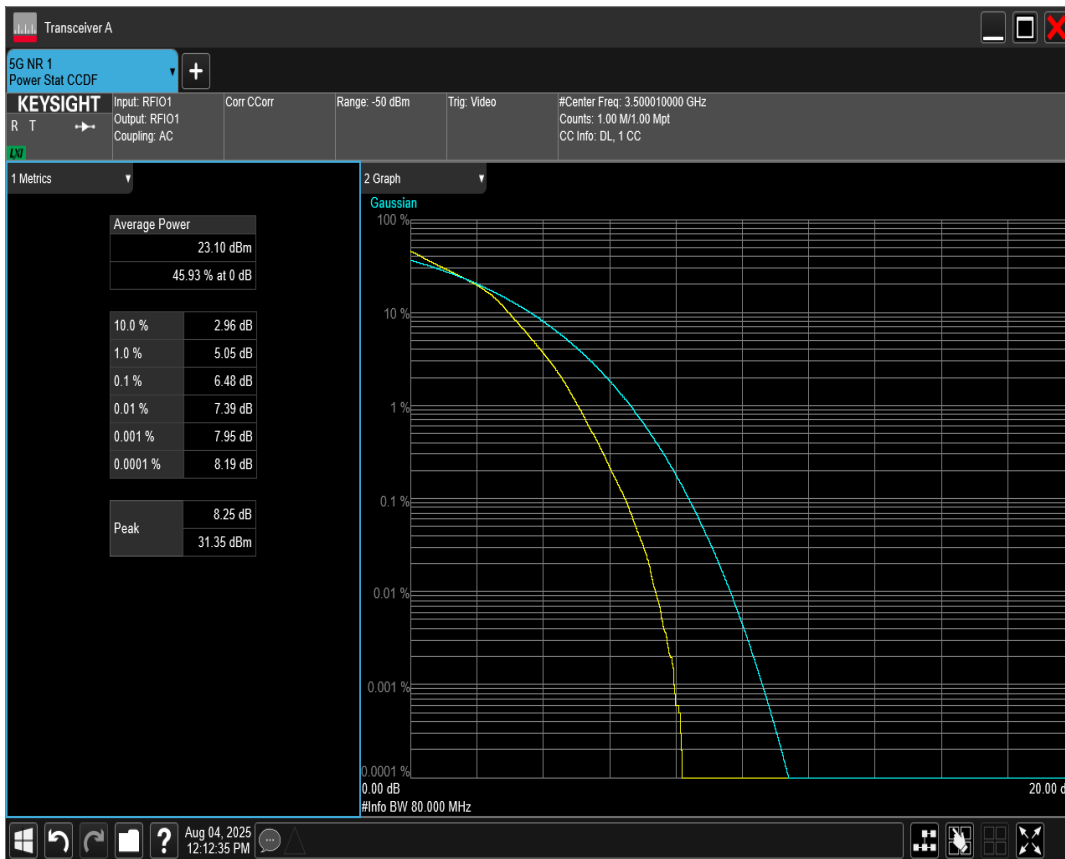 Transceiver A
5G NR 1
Power Stat CCDF
KEYSIGHT
R T
LXI
Input: RFIO1
Output: RFIO1
Coupling: AC
Corr CCorr
Range: -50 dBm
Trig: Video
#Center Freq: 3.500010000 GHz
Counts: 1.00 M/1.00 Mpt
CC Info: DL, 1 CC
1 Metrics
Average Power
23.10 dBm
45.93 % at 0 dB
10.0 % 2.96 dB
1.0 % 5.05 dB
0.1 % 6.48 dB
0.01 % 7.39 dB
0.001 % 7.95 dB
0.0001 % 8.19 dB
Peak
8.25 dB
31.35 dBm
2 Graph
Gaussian
100 %
10 %
1 %
0.1 %
0.01 %
0.001 %
0.0001 %
0.00 dB
20.00 d
#Info BW 80.000 MHz
?
Aug 04, 2025
12:12:35 PM